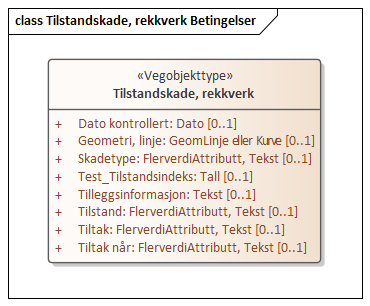 class Tilstandskade, rekkverk Betingelser
«Vegobjekttype»
Tilstandskade, rekkverk
+ Dato kontrollert: Dato [0..1]
+ Geometri, linje: GeomLinje eller Kurve [0..1]
+ Skadetype: FlerverdiAttributt, Tekst [0..1]
+ Test_Tilstandsindeks: Tall [0..1]
+ Tilleggsinformasjon: Tekst [0..1]
+ Tilstand: FlerverdiAttributt, Tekst [0..1]
+ Tiltak: FlerverdiAttributt, Tekst [0..1]
+ Tiltak når: FlerverdiAttributt, Tekst [0..1]